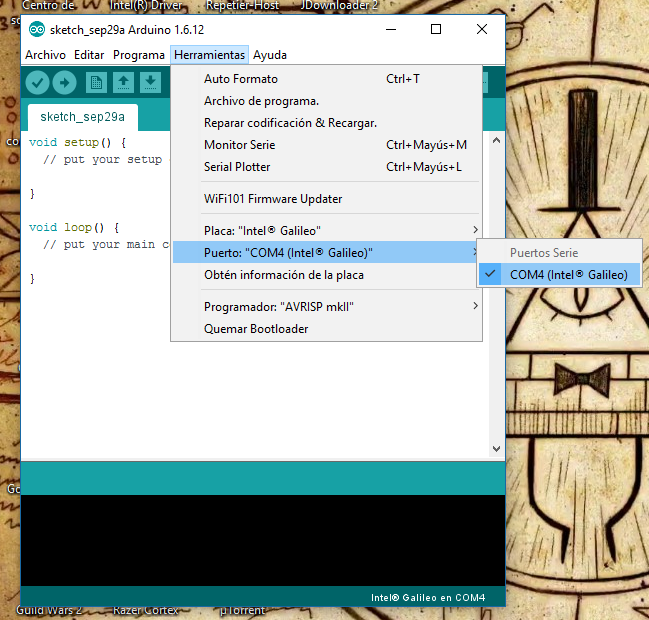 Centro de
Intel(R) Driver
Repetier-Host
JDownloader 2
sketch_sep29a Arduino 1.6.12
Archivo Editar Programa Herramientas Ayuda
sketch_sep29a
void setup() {
// put your setup
}
void loop() {
// put your main c
}
Auto Formato Ctrl+T
Archivo de programa.
Reparar codificación & Recargar.
Monitor Serie Ctrl+Mayús+M
Serial Plotter Ctrl+Mayús+L
WiFi101 Firmware Updater
Placa: "Intel® Galileo"
Puerto: "COM4 (Intel® Galileo)"
Obtén información de la placa
Programador: "AVRISP mkII"
Quemar Bootloader
Puertos Serie
COM4 (Intel® Galileo)
Intel® Galileo en COM4
Guild Wars 2
Razer Cortex
µTorrent